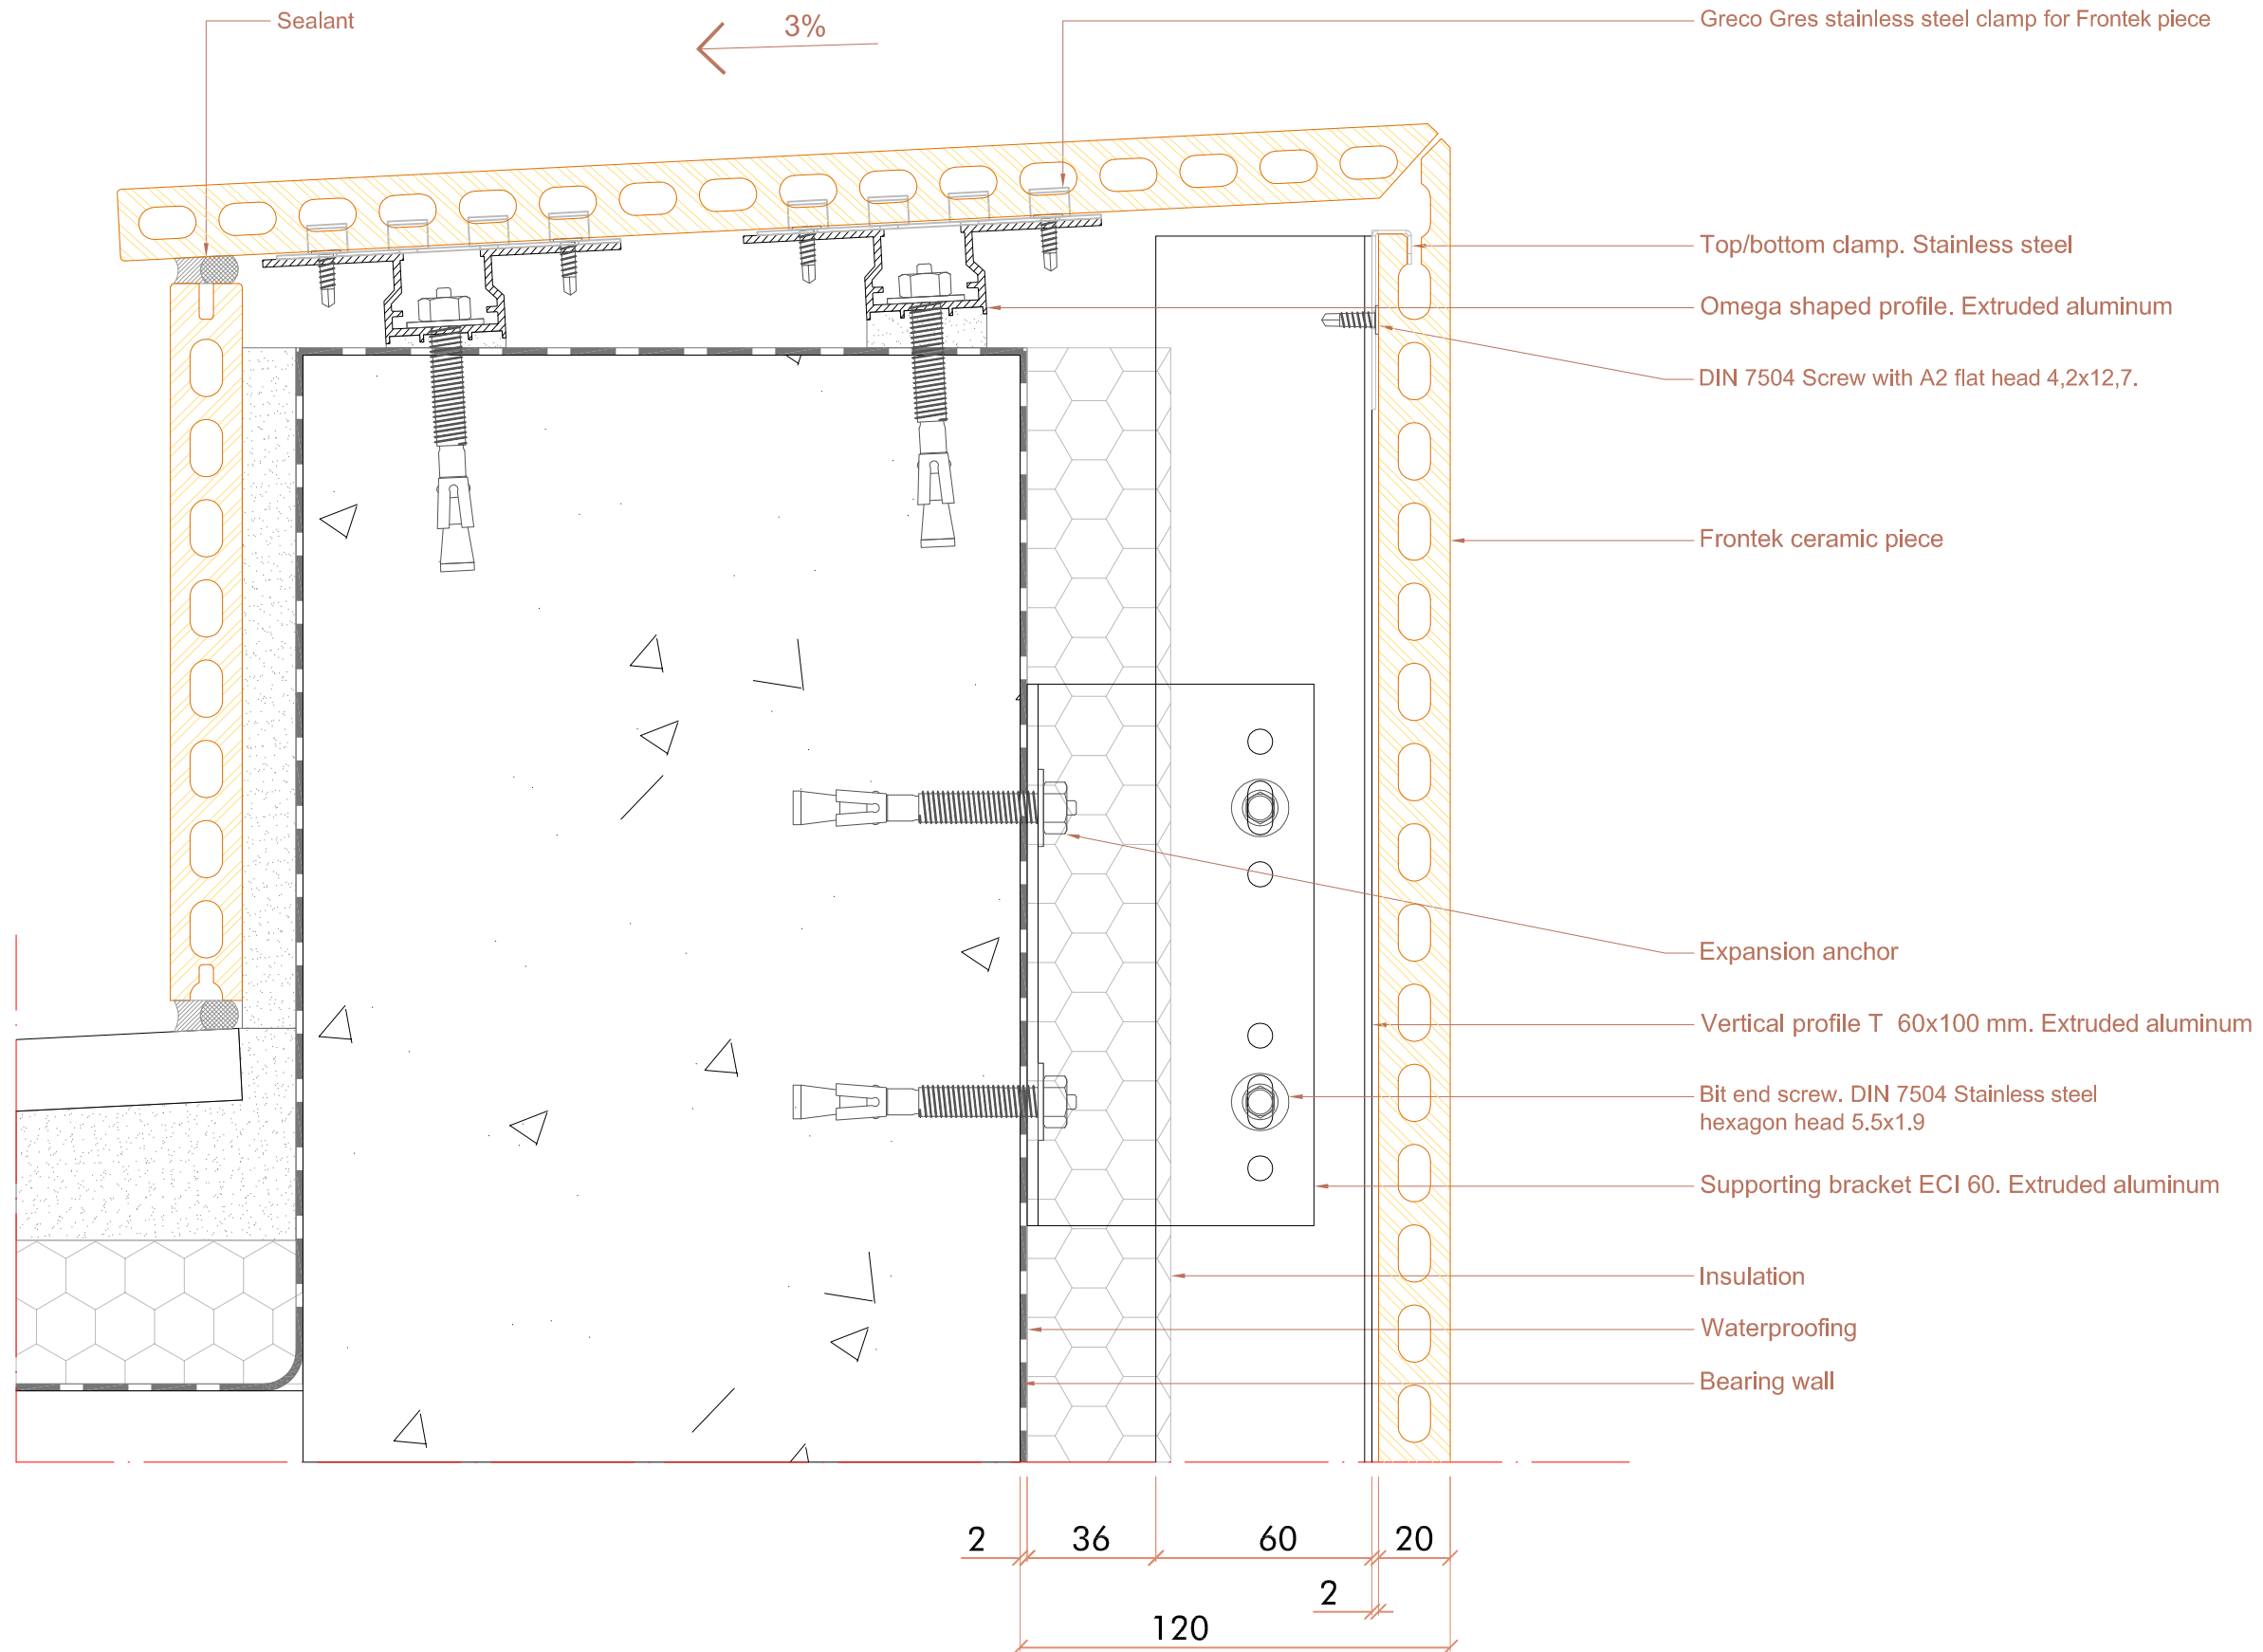 Sealant
3%
Greco Gres stainless steel clamp for Frontek piece
Top/bottom clamp. Stainless steel
Omega shaped profile. Extruded aluminum
DIN 7504 Screw with A2 flat head 4,2x12,7.
Frontek ceramic piece
Expansion anchor
Vertical profile T 60x100 mm. Extruded aluminum
Bit end screw. DIN 7504 Stainless steel
hexagon head 5.5x1.9
Supporting bracket ECI 60. Extruded aluminum
Insulation
Waterproofing
Bearing wall
2 36 60 20
2
120